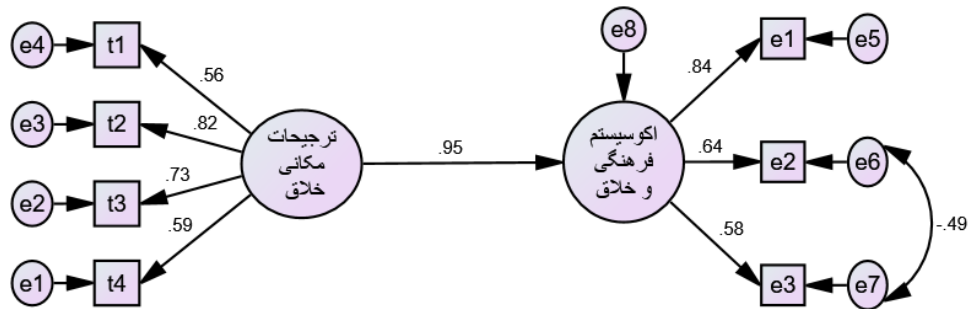 e4
t1
.56
e3
t2
.82
e2
t3
.73
e1
t4
.59
ترجیحات
مکانی
خلاق
.95
e8
اکوسیستم
فرهنگی
و خلاق
.84
e1
e5
.64
e2
e6
.58
e3
e7
-.49